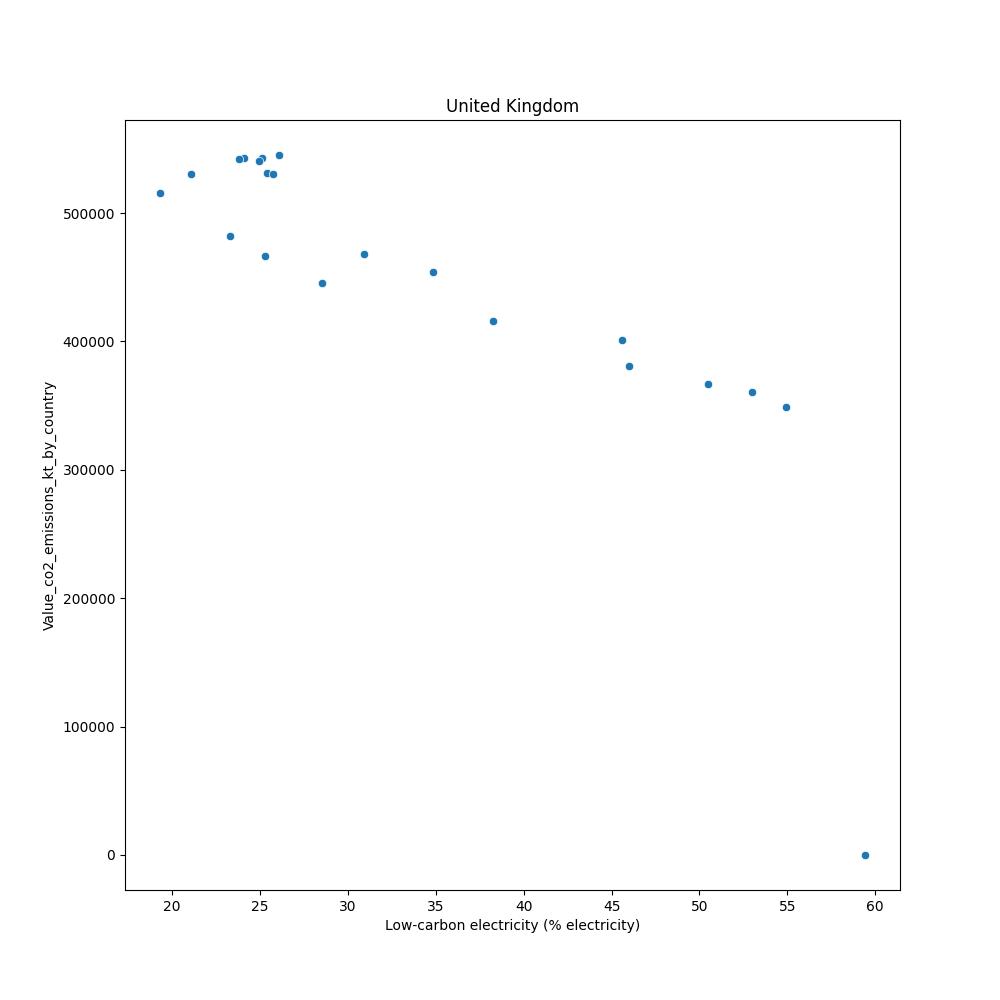 United Kingdom
500000
400000
300000
200000
100000
0
Value_co2_emissions_kt_by_country
20 25 30 35 40 45 50 55 60
Low-carbon electricity (% electricity)